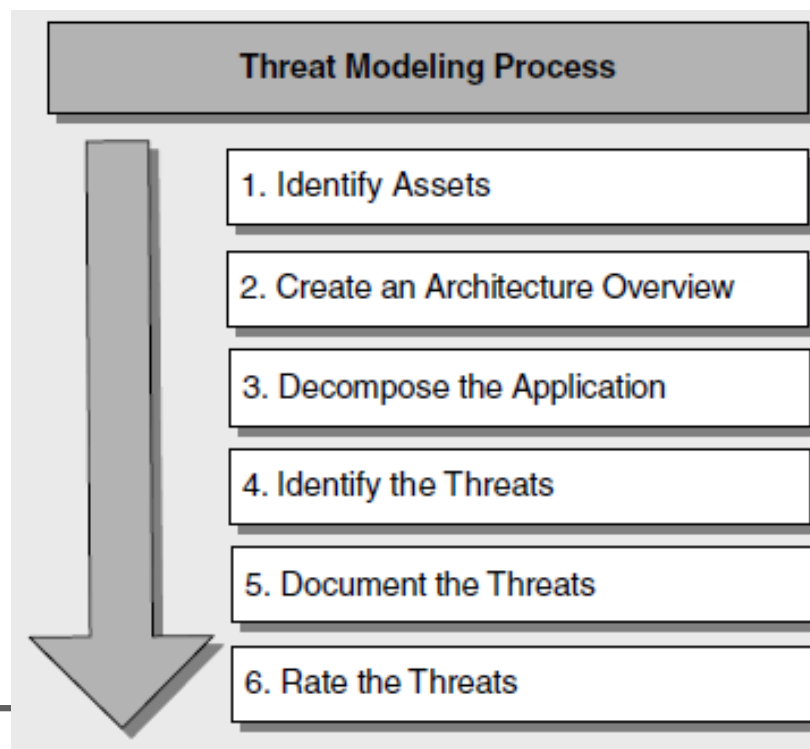 Threat Modeling Process
1. Identify Assets
2. Create an Architecture Overview
3. Decompose the Application
4. Identify the Threats
5. Document the Threats
6. Rate the Threats